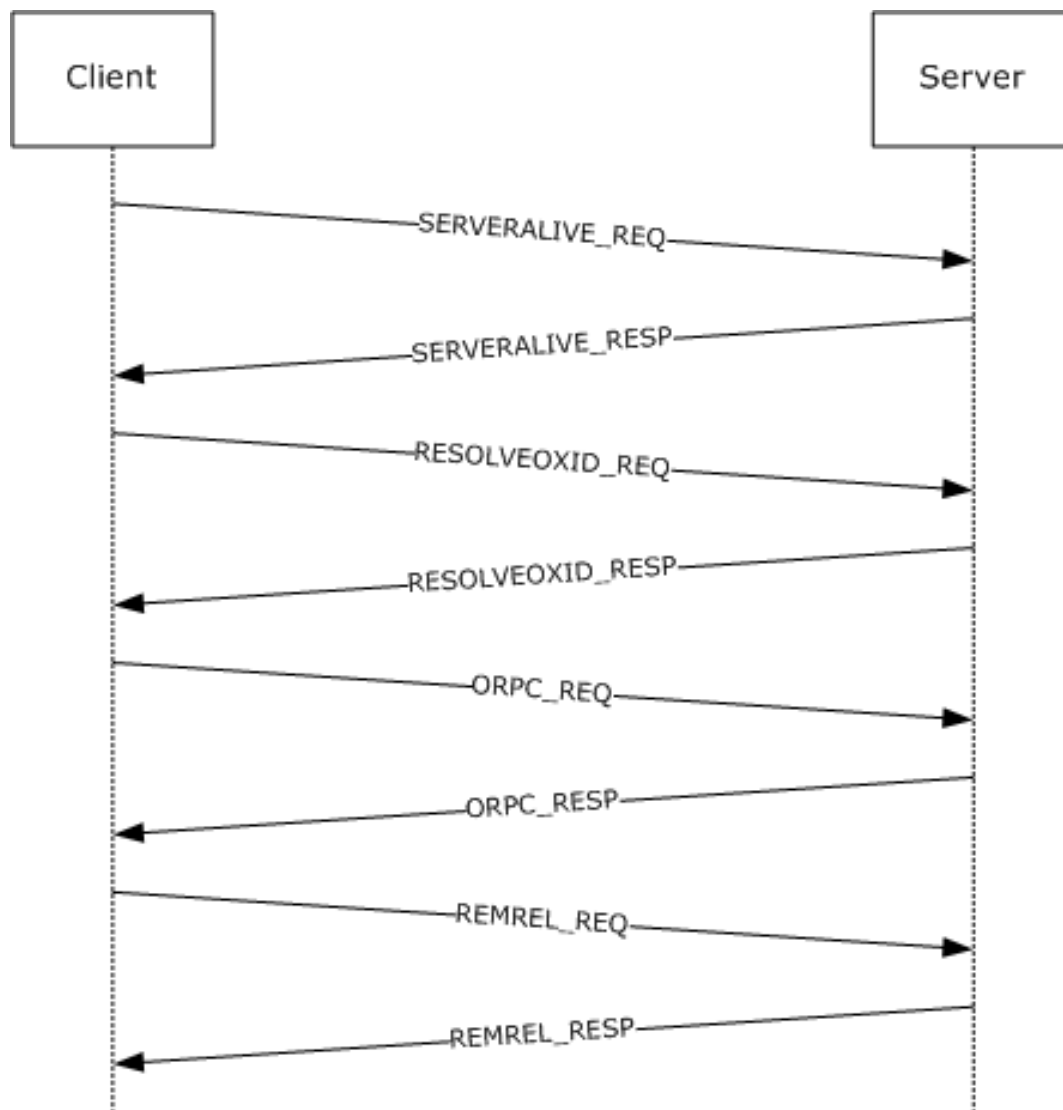 Client
Server
SERVERALIVE_REQ
SERVERALIVE_RESP
RESOLVEOXID_REQ
RESOLVEOXID_RESP
ORPC_REQ
ORPC_RESP
REMREL_REQ
REMREL_RESP